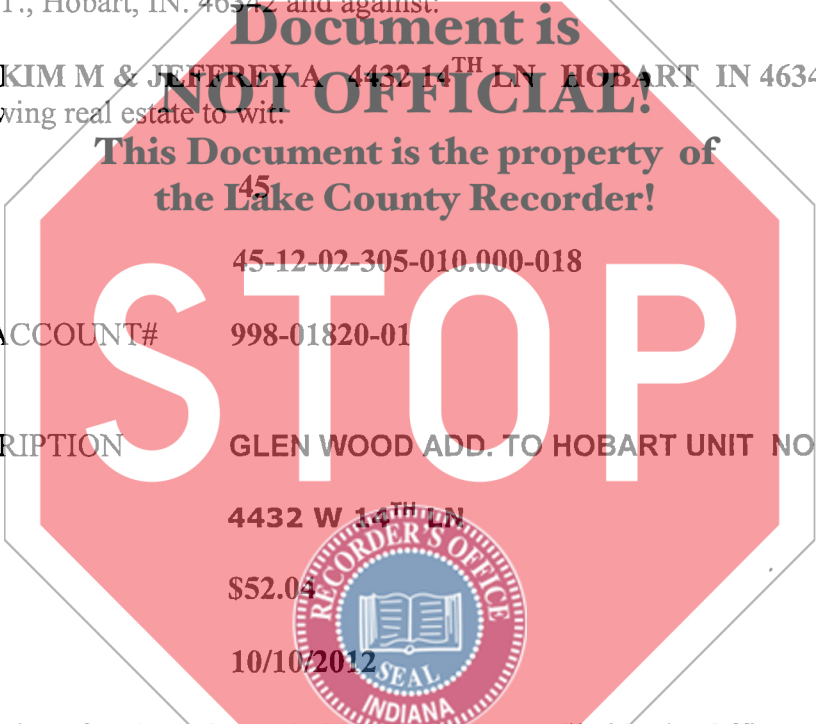 T., Hobart, IN. 46342 and against:
Document is
KIM M & JEFFREY A 4432 14TH LN HOBART IN 4634
NOT OFFICIAL!
wing real estate to wit:
This Document is the property of
45
the Lake County Recorder!
45-12-02-305-010.000-018
STOP
ACCOUNT# 998-01820-01
RIPTION GLEN WOOD ADD. TO HOBART UNIT NO
4432 W 14TH LN
$52.04
10/10/2012
RECORDER'S OFFICE
SEAL
INDIANA